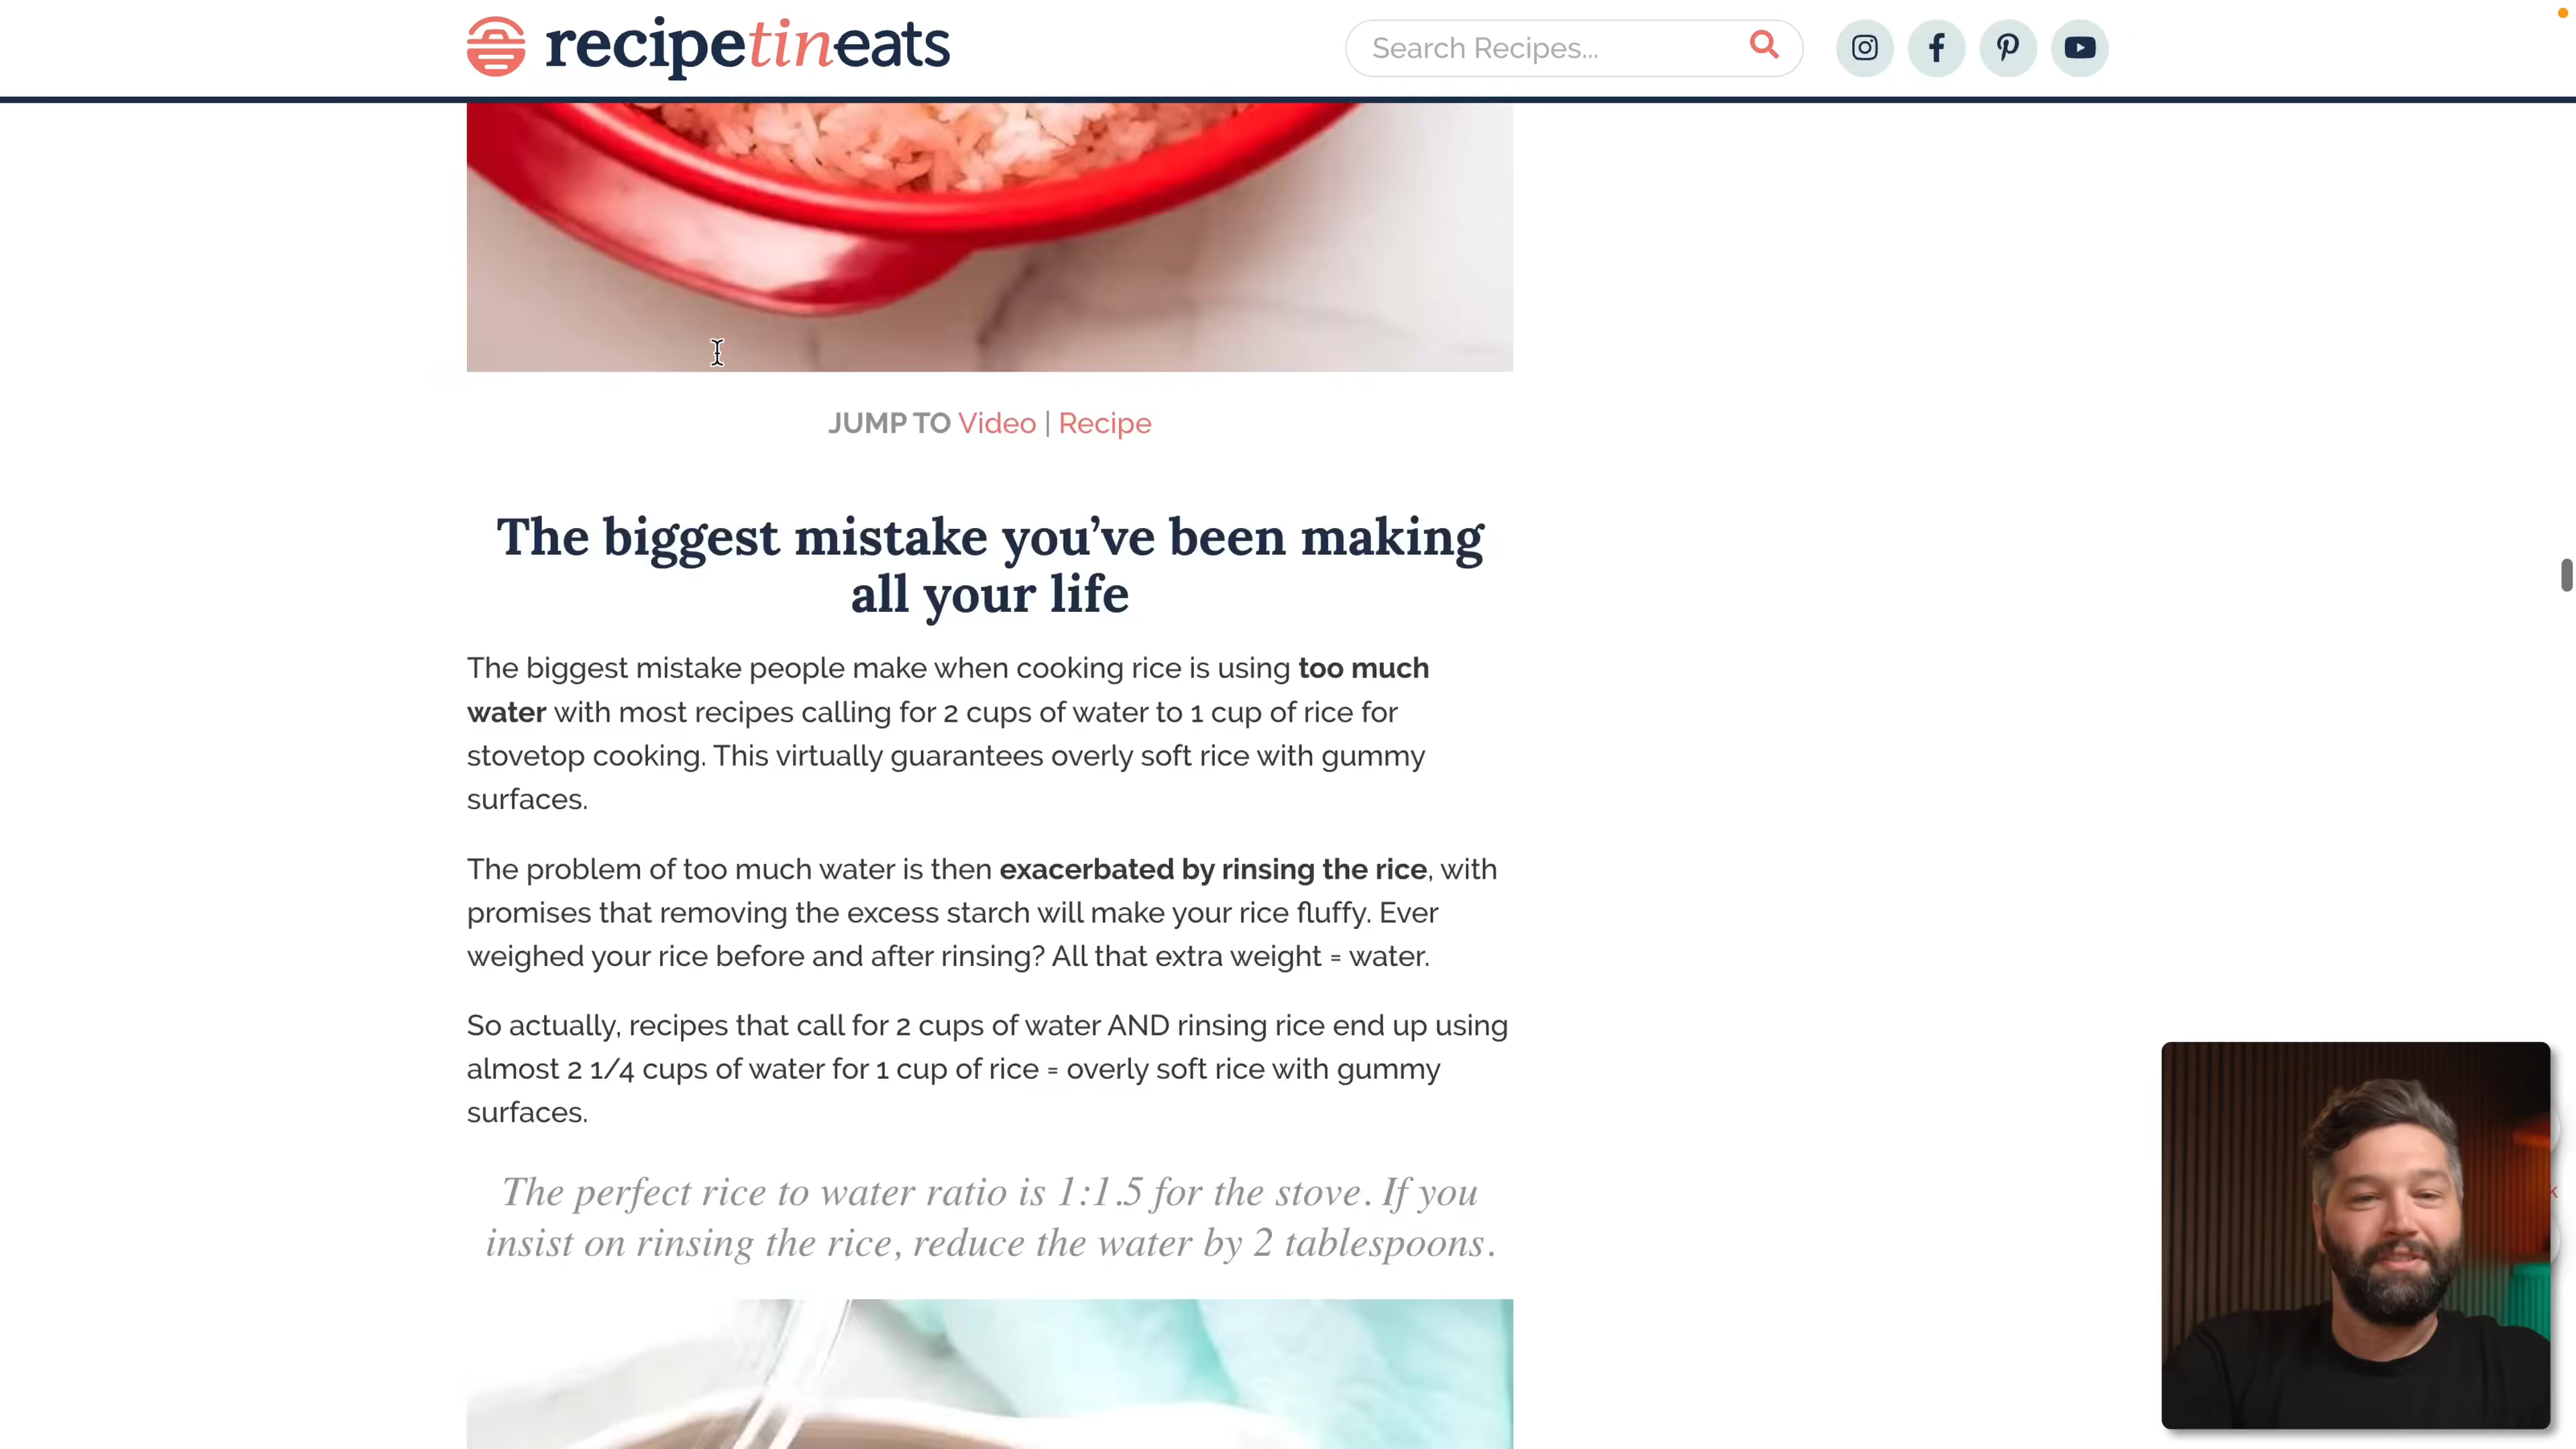 recipetineats
Search Recipes...
JUMP TO Video | Recipe
The biggest mistake you’ve been making
all your life
The biggest mistake people make when cooking rice is using too much
water with most recipes calling for 2 cups of water to 1 cup of rice for
stovetop cooking. This virtually guarantees overly soft rice with gummy
surfaces.
The problem of too much water is then exacerbated by rinsing the rice, with
promises that removing the excess starch will make your rice fluffy. Ever
weighed your rice before and after rinsing? All that extra weight = water.
So actually, recipes that call for 2 cups of water AND rinsing rice end up using
almost 2 1/4 cups of water for 1 cup of rice = overly soft rice with gummy
surfaces.
The perfect rice to water ratio is 1:1.5 for the stove. If you
insist on rinsing the rice, reduce the water by 2 tablespoons.